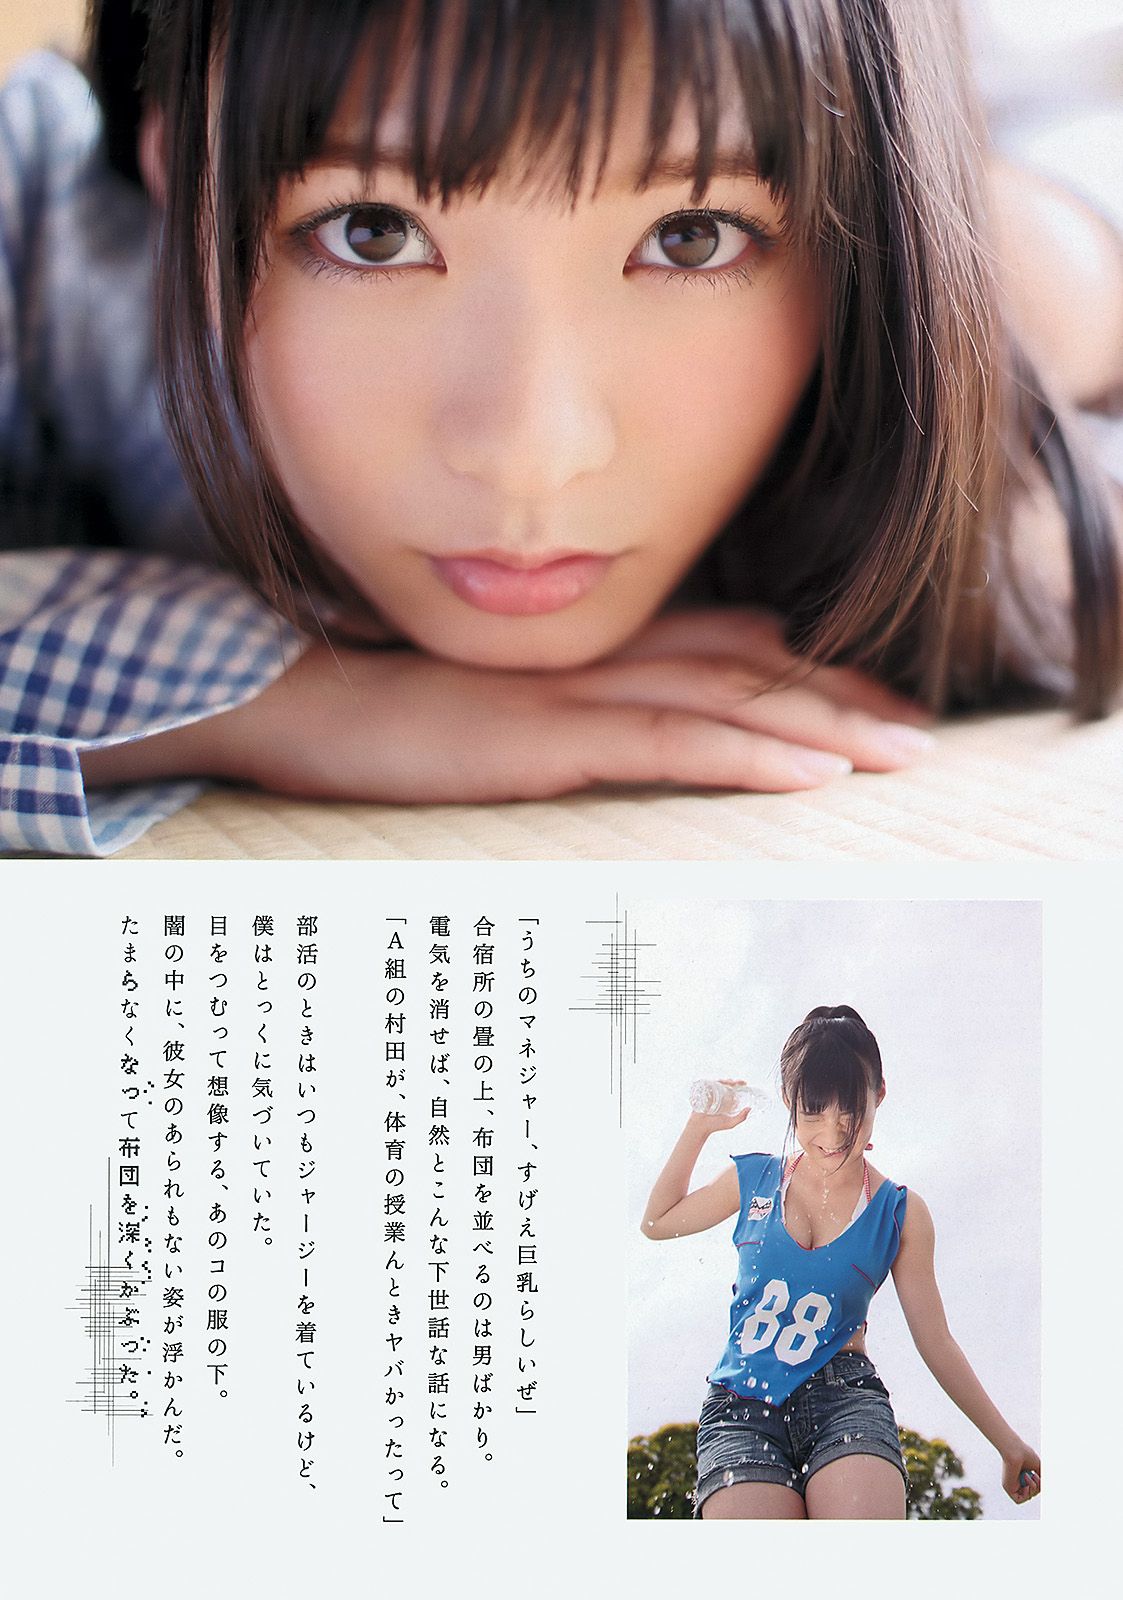 「うちのマネジャー、すげえ巨乳らしいぜ」
合宿所の畳の上、布団を並べるのは男ばかり。
電気を消せば、自然とこんな下世話な話になる。
「A組の村田が、体育の授業んときヤバかったって」
部活のときはいつもジャージーを着ているけど、
僕はとっくに気づいていた。
目をつむって想像する、あのコの服の下。
闇の中に、彼女のあられもない姿が浮かんだ。
たまらなくなって布団を深くかぶった。
88